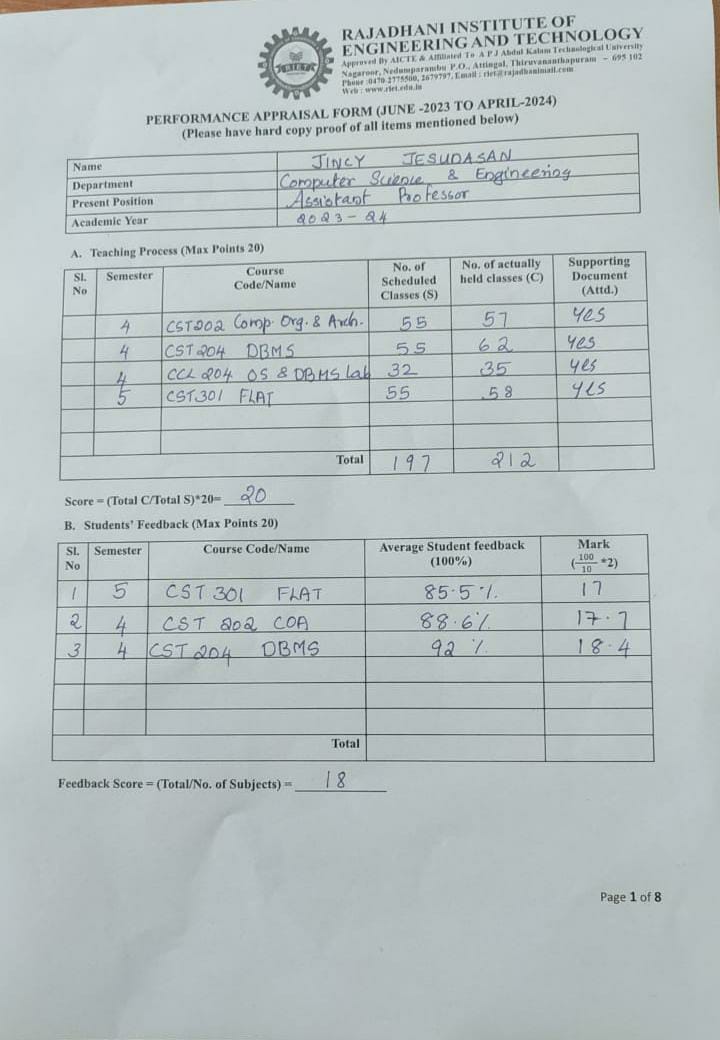 RIET
RAJADHANI INSTITUTE OF
ENGINEERING AND TECHNOLOGY
Approved By AICTE & Affiliated To A P J Abdul Kalam Technological University
Nagaroor, Nedumparambu P.O., Attingal, Thiruvananthapuram - 695 102
Phone :0470-2775500, 2679797, Email : riet@rajadhanimail.com
Web : www.riet.edu.in
PERFORMANCE APPRAISAL FORM (JUNE -2023 TO APRIL-2024)
(Please have hard copy proof of all items mentioned below)
Name JINCY JESUDASAN
Department Computer Science & Engineering
Present Position Assistant Professor
Academic Year 2023-24
A. Teaching Process (Max Points 20)
Sl. No Semester Course Code/Name No. of Scheduled Classes (S) No. of actually held classes (C) Supporting Document (Attd.)
4 CST202 Comp. Org. & Arch. 55 57 yes
4 CST 204 DBMS 55 62 yes
4 CCL 204 OS & DBMS lab 32 35 yes
5 CST301 FLAT 55 58 yes
Total 197 212
Score = (Total C/Total S)*20= 20
B. Students' Feedback (Max Points 20)
Sl. No Semester Course Code/Name Average Student feedback (100%) Mark (100/10 *2)
1 5 CST 301 FLAT 85.5% 17
2 4 CST 202 COA 88.6% 17.7
3 4 CST 204 DBMS 92 % 18.4
Total
Feedback Score = (Total/No. of Subjects) = 18
Page 1 of 8